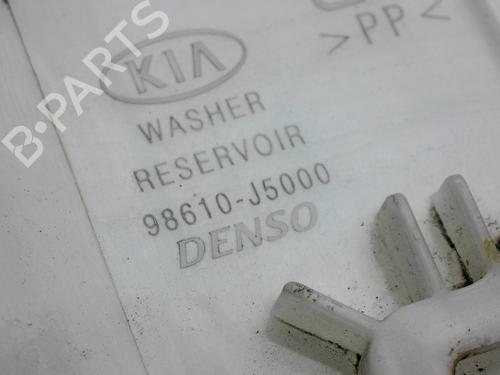 KIA
>PP<
WASHER
RESERVOIR
98610-J5000
DENSO
B-PARTS